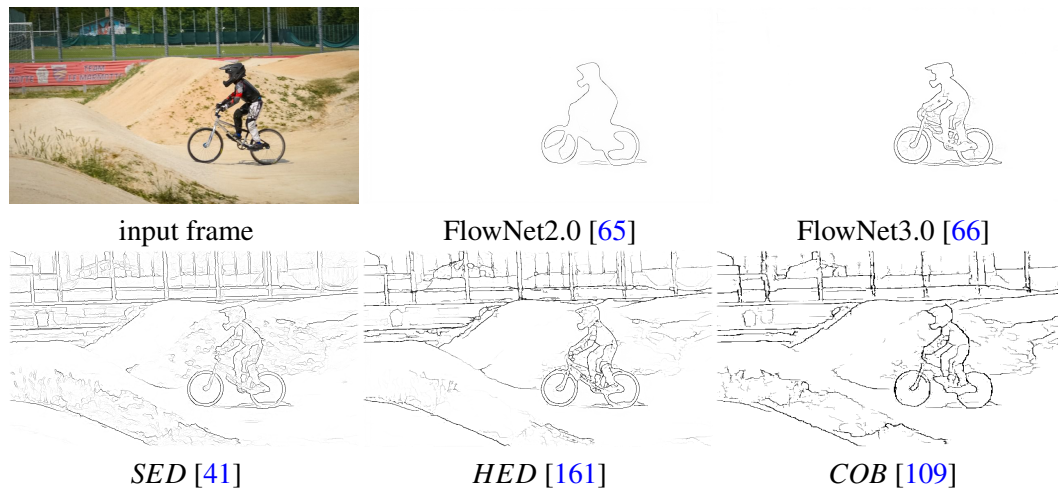 input frame
FlowNet2.0 [65]
FlowNet3.0 [66]
SED [41]
HED [161]
COB [109]